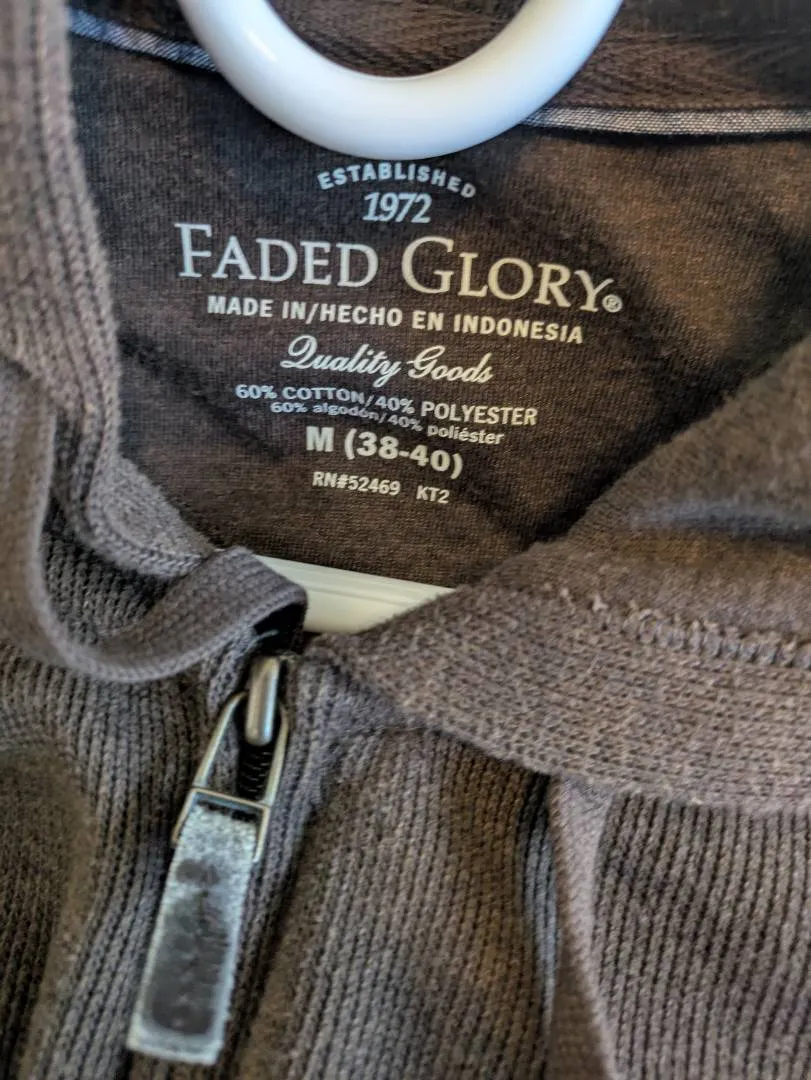 ESTABLISHED
1972
FADED GLORY®
MADE IN/HECHO EN INDONESIA
Quality Goods
60% COTTON/40% POLYESTER
60% algodón/40% poliéster
M (38-40)
RN#52469 KT2